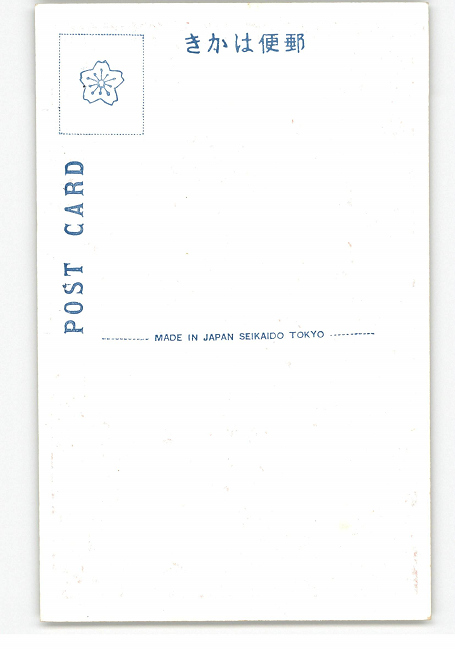 郵便はかき
POST CARD
MADE IN JAPAN SEIKAIDO TOKYO